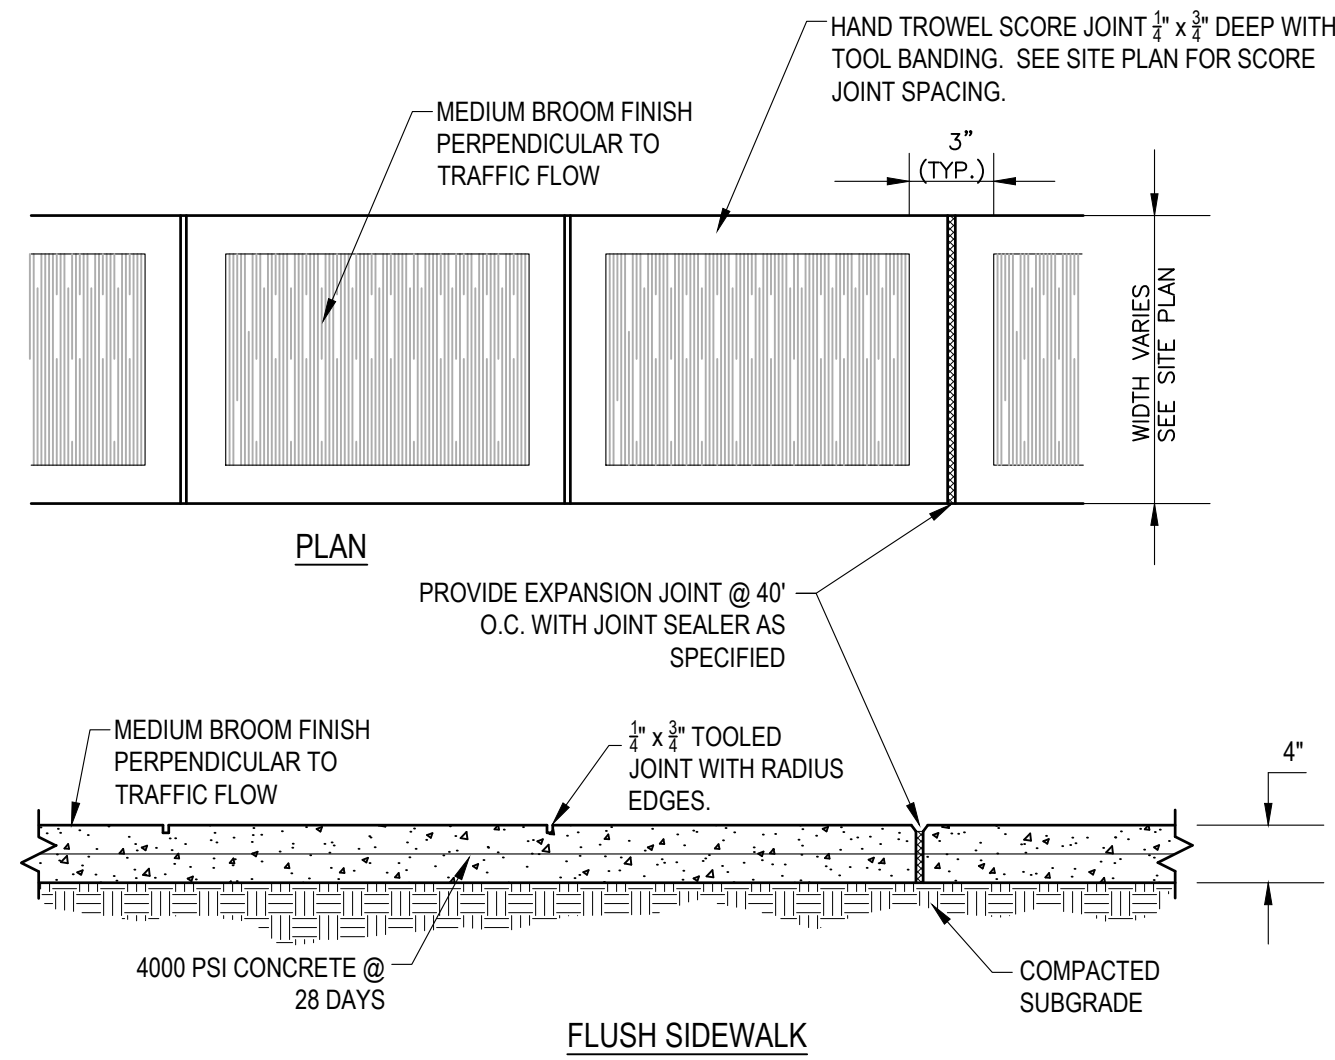 HAND TROWEL SCORE JOINT 1/4" x 3/4" DEEP WITH
TOOL BANDING. SEE SITE PLAN FOR SCORE
JOINT SPACING.
MEDIUM BROOM FINISH
PERPENDICULAR TO
TRAFFIC FLOW
3"
(TYP.)
WIDTH VARIES
SEE SITE PLAN
PLAN
PROVIDE EXPANSION JOINT @ 40'
O.C. WITH JOINT SEALER AS
SPECIFIED
MEDIUM BROOM FINISH
PERPENDICULAR TO
TRAFFIC FLOW
1/4" x 3/4" TOOLED
JOINT WITH RADIUS
EDGES.
4"
4000 PSI CONCRETE @
28 DAYS
COMPACTED
SUBGRADE
FLUSH SIDEWALK